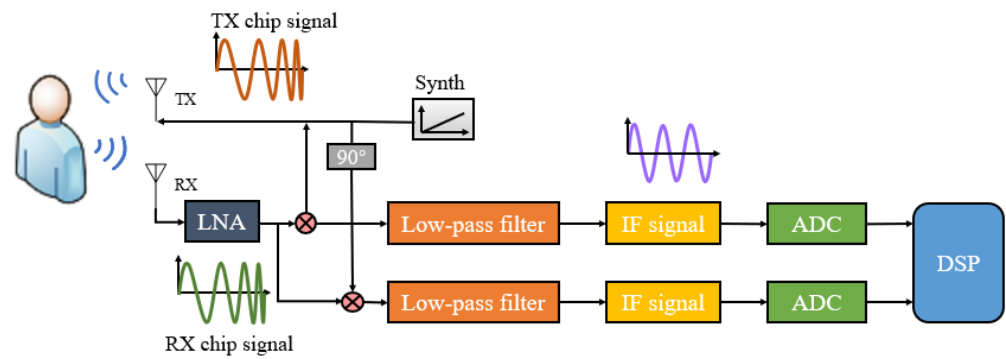 TX chip signal
Synth
TX
90°
RX
LNA
Low-pass filter
IF signal
ADC
DSP
Low-pass filter
IF signal
ADC
RX chip signal